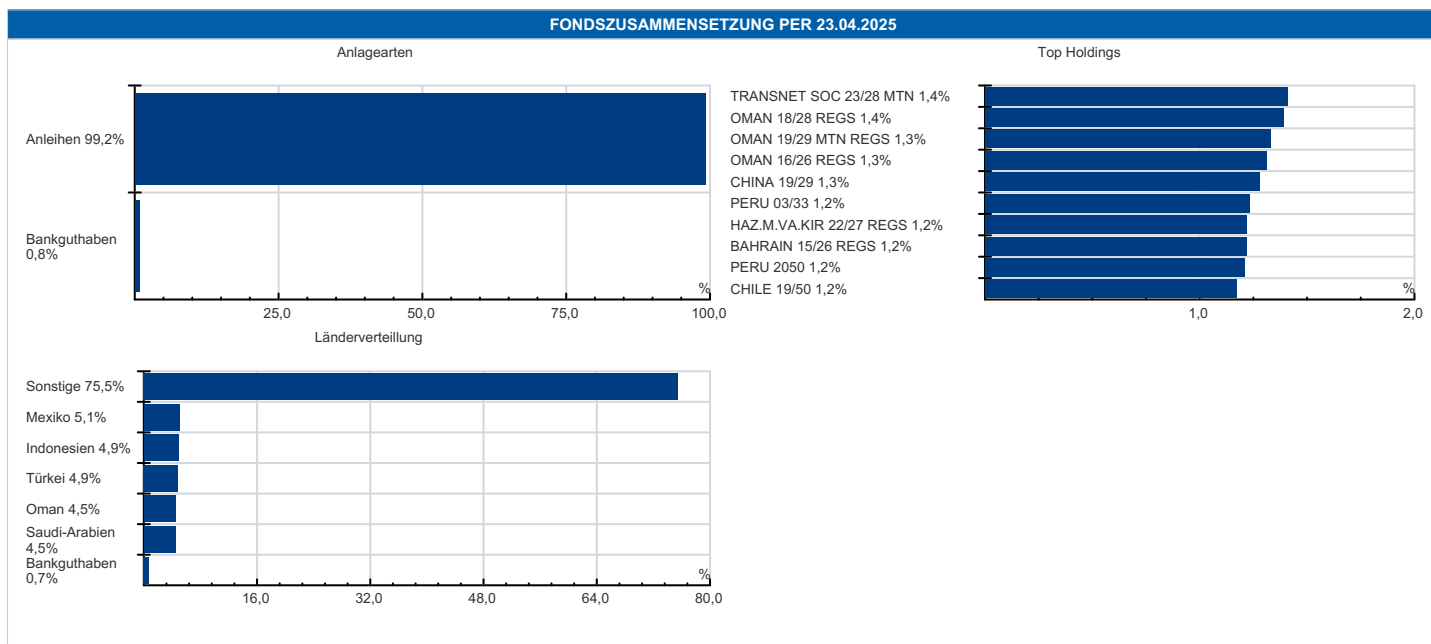 FONDSZUSAMMENSETZUNG PER 23.04.2025
Anlagearten
Anleihen 99,2%
Bankguthaben
0,8%
%
25,0
50,0
75,0
100,0
Top Holdings
TRANSNET SOC 23/28 MTN 1,4%
OMAN 18/28 REGS 1,4%
OMAN 19/29 MTN REGS 1,3%
OMAN 16/26 REGS 1,3%
CHINA 19/29 1,3%
PERU 03/33 1,2%
HAZ.M.VA.KIR 22/27 REGS 1,2%
BAHRAIN 15/26 REGS 1,2%
PERU 2050 1,2%
CHILE 19/50 1,2%
%
1,0
2,0
Länderverteillung
Sonstige 75,5%
Mexiko 5,1%
Indonesien 4,9%
Türkei 4,9%
Oman 4,5%
Saudi-Arabien
4,5%
Bankguthaben
0,7%
%
16,0
32,0
48,0
64,0
80,0